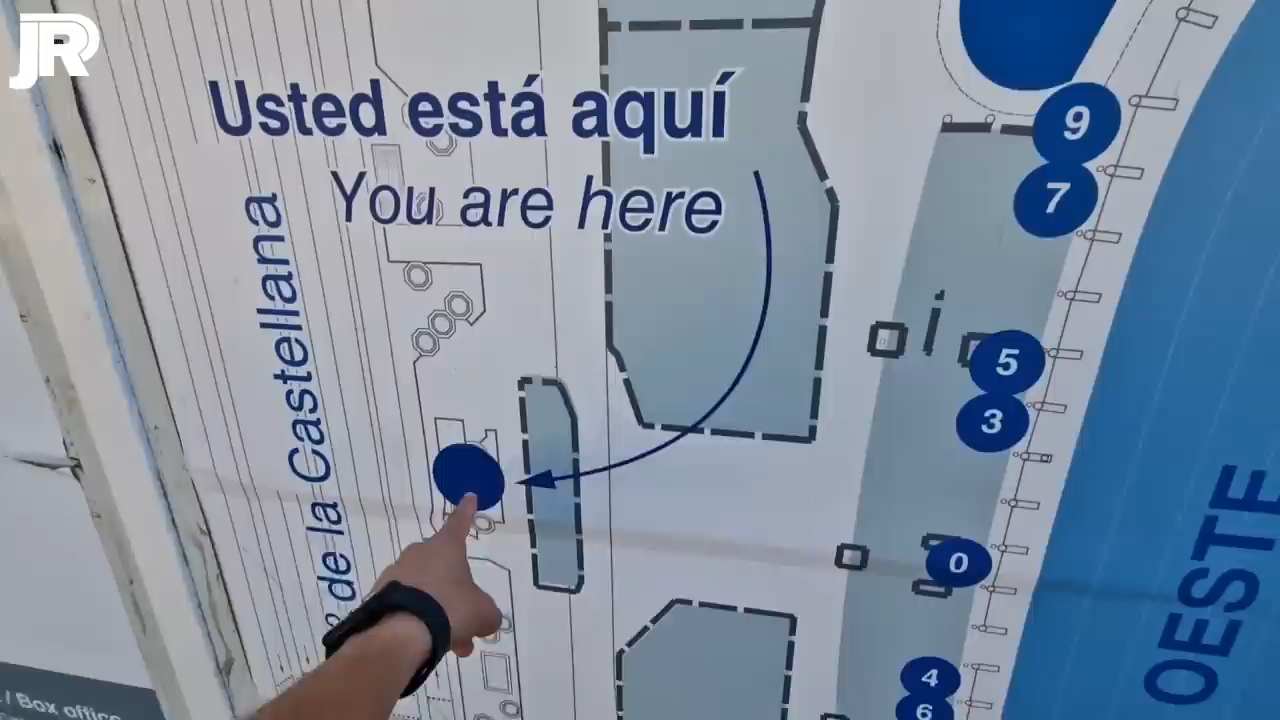 JR
Usted está aquí
You are here
9
7
5
3
0
4
6
º de la Castellana
OESTE
/ Box office